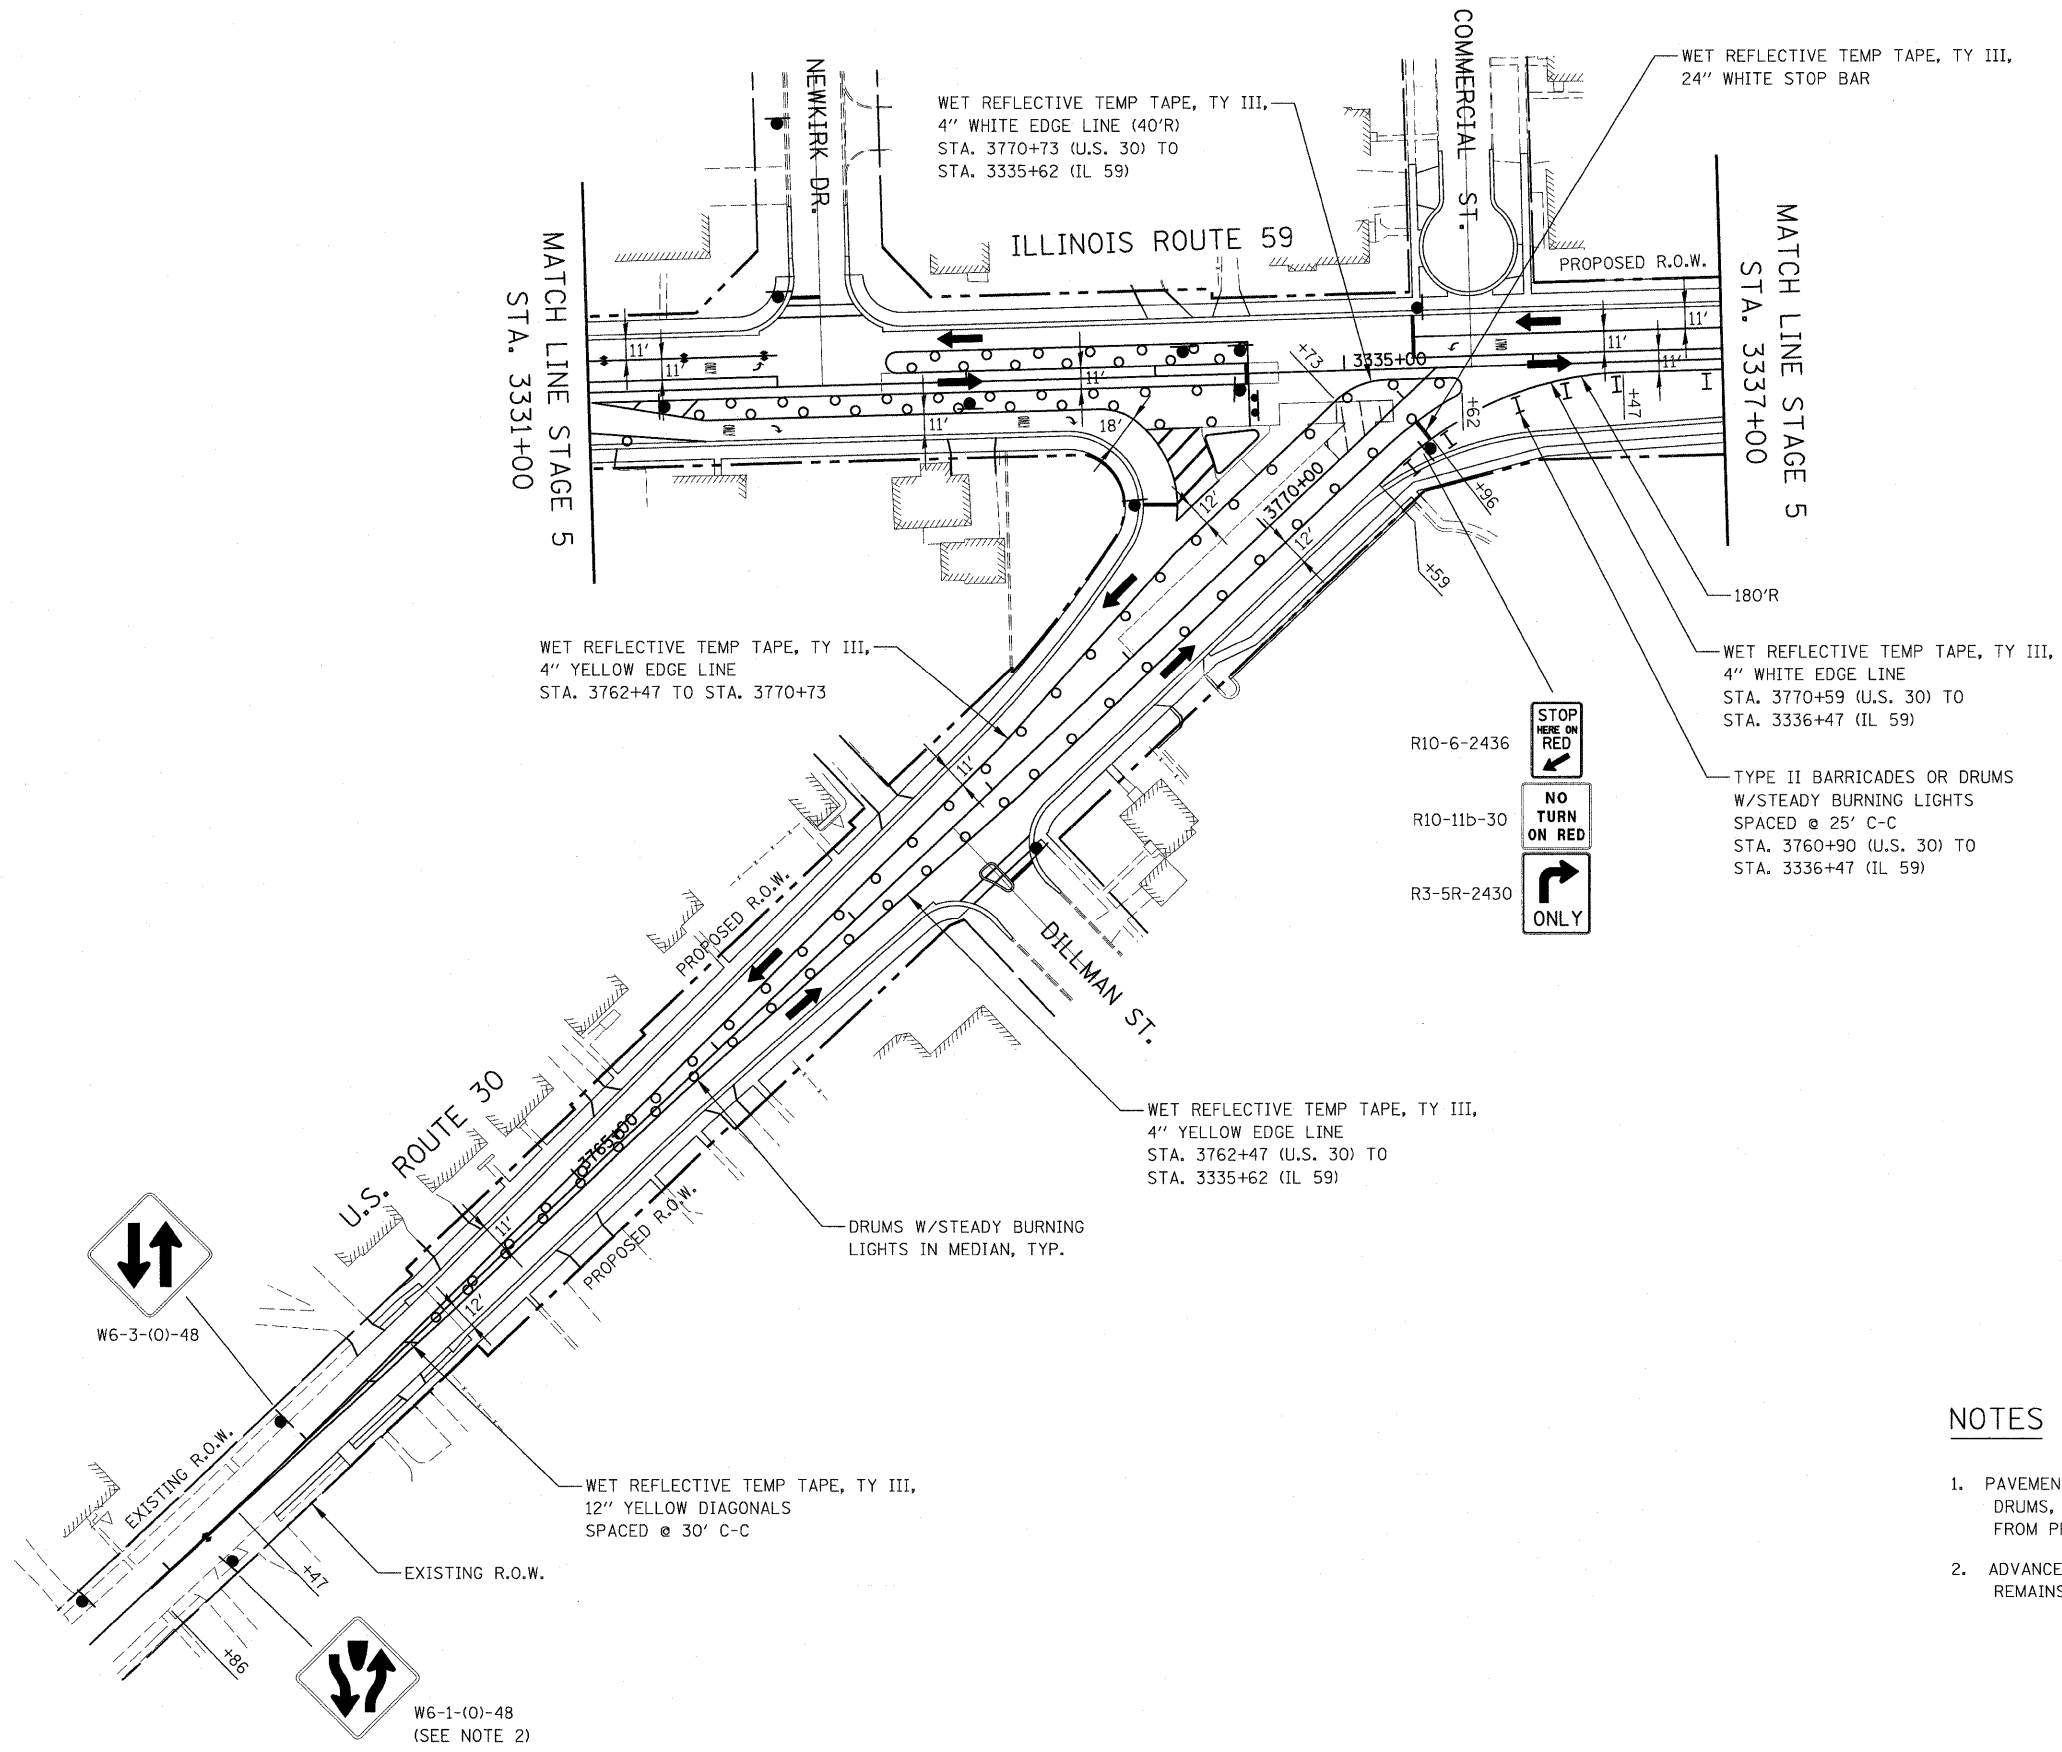 COMMERCIAL ST.
NEWKIRK DR.
WET REFLECTIVE TEMP TAPE, TY III,
24" WHITE STOP BAR
WET REFLECTIVE TEMP TAPE, TY III,
4" WHITE EDGE LINE (40'R)
STA. 3770+73 (U.S. 30) TO
STA. 3335+62 (IL 59)
ILLINOIS ROUTE 59
PROPOSED R.O.W.
MATCH LINE STAGE 5
STA. 3331+00
MATCH LINE STAGE 5
STA. 3337+00
11'
11'
11'
11'
11'
11'
11'
ONLY
ONLY
ONLY
ONLY
+73
3335+00
+62
+47
18'
12'
3770+00
12'
+96
+59
180'R
WET REFLECTIVE TEMP TAPE, TY III,
4" YELLOW EDGE LINE
STA. 3762+47 TO STA. 3770+73
WET REFLECTIVE TEMP TAPE, TY III,
4" WHITE EDGE LINE
STA. 3770+59 (U.S. 30) TO
STA. 3336+47 (IL 59)
R10-6-2436
STOP
HERE ON
RED
R10-11b-30
NO
TURN
ON RED
R3-5R-2430
ONLY
TYPE II BARRICADES OR DRUMS
W/STEADY BURNING LIGHTS
SPACED @ 25' C-C
STA. 3760+90 (U.S. 30) TO
STA. 3336+47 (IL 59)
11'
PROPOSED R.O.W.
DILLMAN ST.
U.S. ROUTE 30
3765+00
WET REFLECTIVE TEMP TAPE, TY III,
4" YELLOW EDGE LINE
STA. 3762+47 (U.S. 30) TO
STA. 3335+62 (IL 59)
11'
PROPOSED R.O.W.
DRUMS W/STEADY BURNING
LIGHTS IN MEDIAN, TYP.
12'
W6-3-(O)-48
EXISTING R.O.W.
WET REFLECTIVE TEMP TAPE, TY III,
12" YELLOW DIAGONALS
SPACED @ 30' C-C
EXISTING R.O.W.
+47
+86
W6-1-(O)-48
(SEE NOTE 2)
NOTES
1. PAVEMEN
DRUMS,
FROM
2. ADVANCE
REMAINS